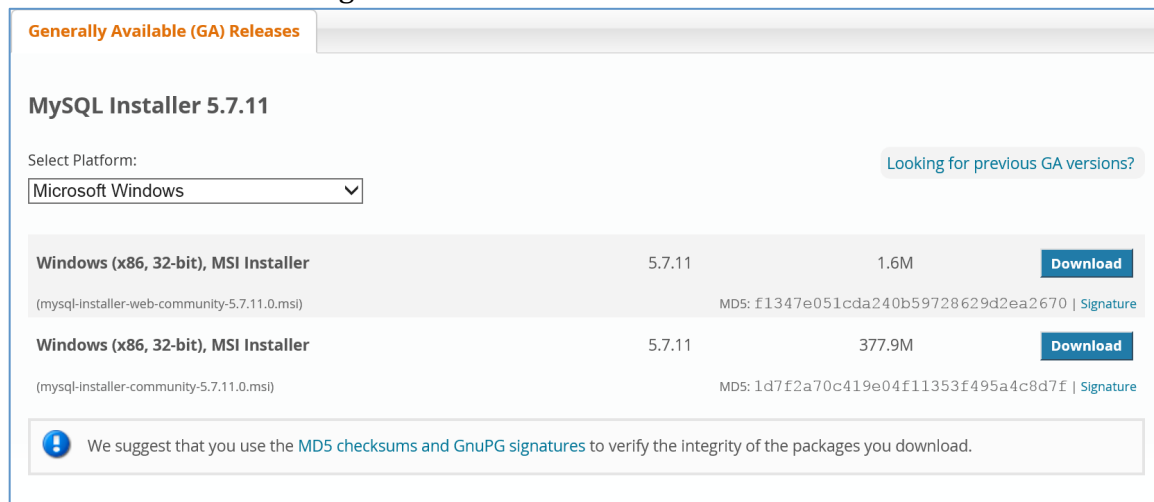 Generally Available (GA) Releases
MySQL Installer 5.7.11
Select Platform:
Looking for previous GA versions?
Microsoft Windows
Windows (x86, 32-bit), MSI Installer 5.7.11 1.6M Download
(mysql-installer-web-community-5.7.11.0.msi) MD5: f1347e051cda240b59728629d2ea2670 | Signature
Windows (x86, 32-bit), MSI Installer 5.7.11 377.9M Download
(mysql-installer-community-5.7.11.0.msi) MD5: 1d7f2a70c419e04f11353f495a4c8d7f | Signature
We suggest that you use the MD5 checksums and GnuPG signatures to verify the integrity of the packages you download.